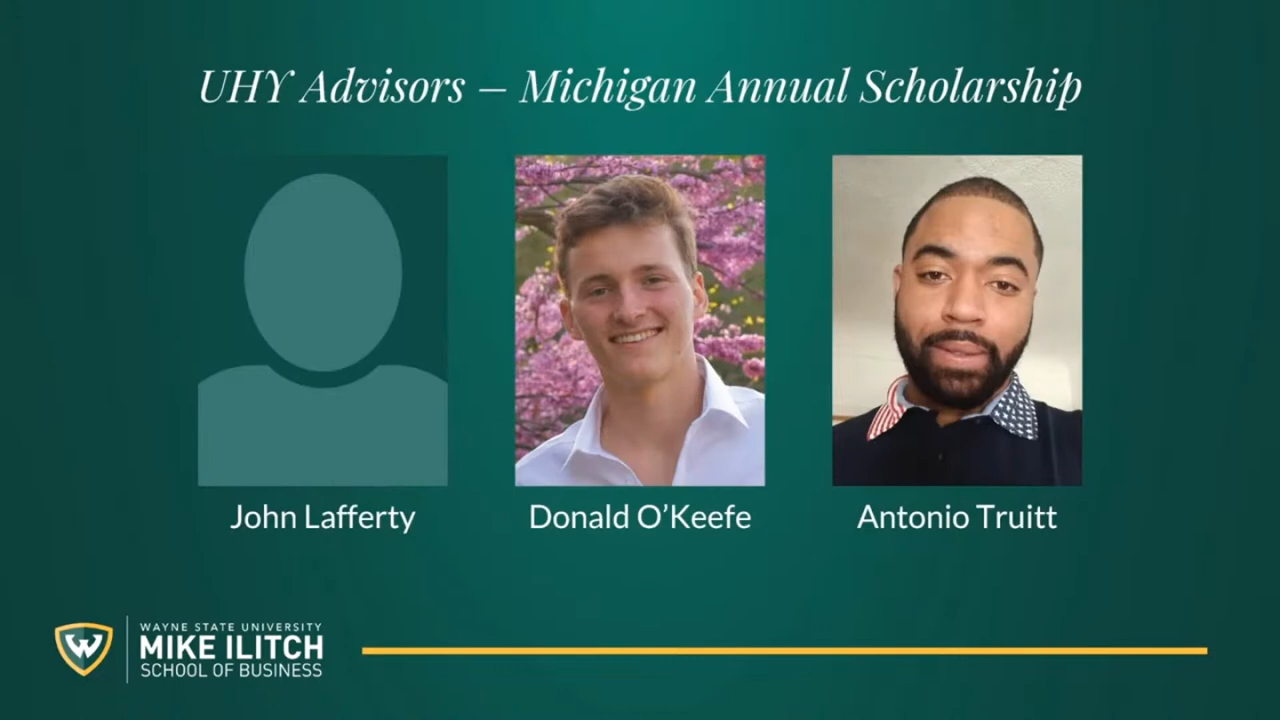 UHY Advisors – Michigan Annual Scholarship
John Lafferty
Donald O’Keefe
Antonio Truitt
W
WAYNE STATE UNIVERSITY
MIKE ILITCH
SCHOOL OF BUSINESS